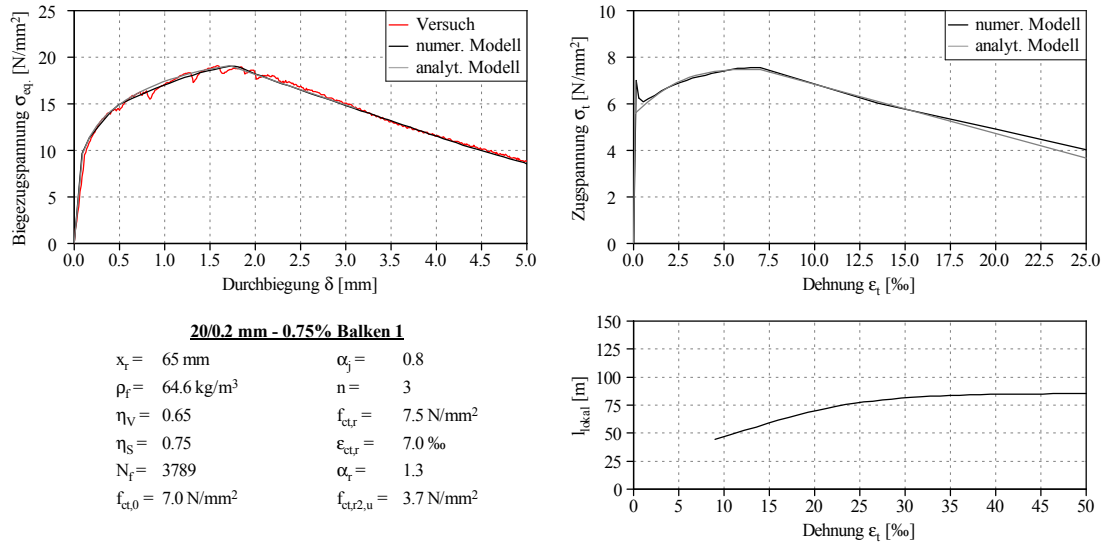 Biegezugspannung σeq. [N/mm²]
25
20
15
10
5
0
Versuch
numer. Modell
analyt. Modell
0.0 0.5 1.0 1.5 2.0 2.5 3.0 3.5 4.0 4.5 5.0
Durchbiegung δ [mm]
Zugspannung σt [N/mm²]
10
8
6
4
2
0
numer. Modell
analyt. Modell
0.0 2.5 5.0 7.5 10.0 12.5 15.0 17.5 20.0 22.5 25.0
Dehnung εt [‰]
20/0.2 mm - 0.75% Balken 1
xr = 65 mm αj = 0.8
ρf = 64.6 kg/m³ n = 3
ηV = 0.65 fct,r = 7.5 N/mm²
ηS = 0.75 εct,r = 7.0 ‰
Nf = 3789 αr = 1.3
fct,0 = 7.0 N/mm² fct,r2,u = 3.7 N/mm²
llokal [m]
150
125
100
75
50
25
0
0.0 5.0 10 15 20 25 30 35 40 45 50
Dehnung εt [‰]